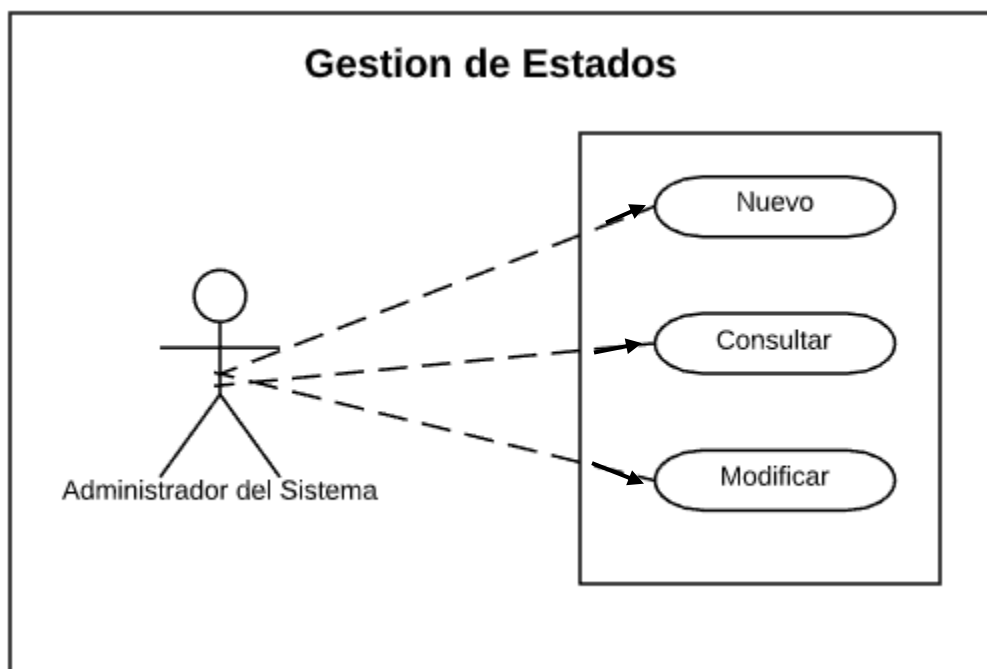 Gestion de Estados
Nuevo
Consultar
Modificar
Administrador del Sistema